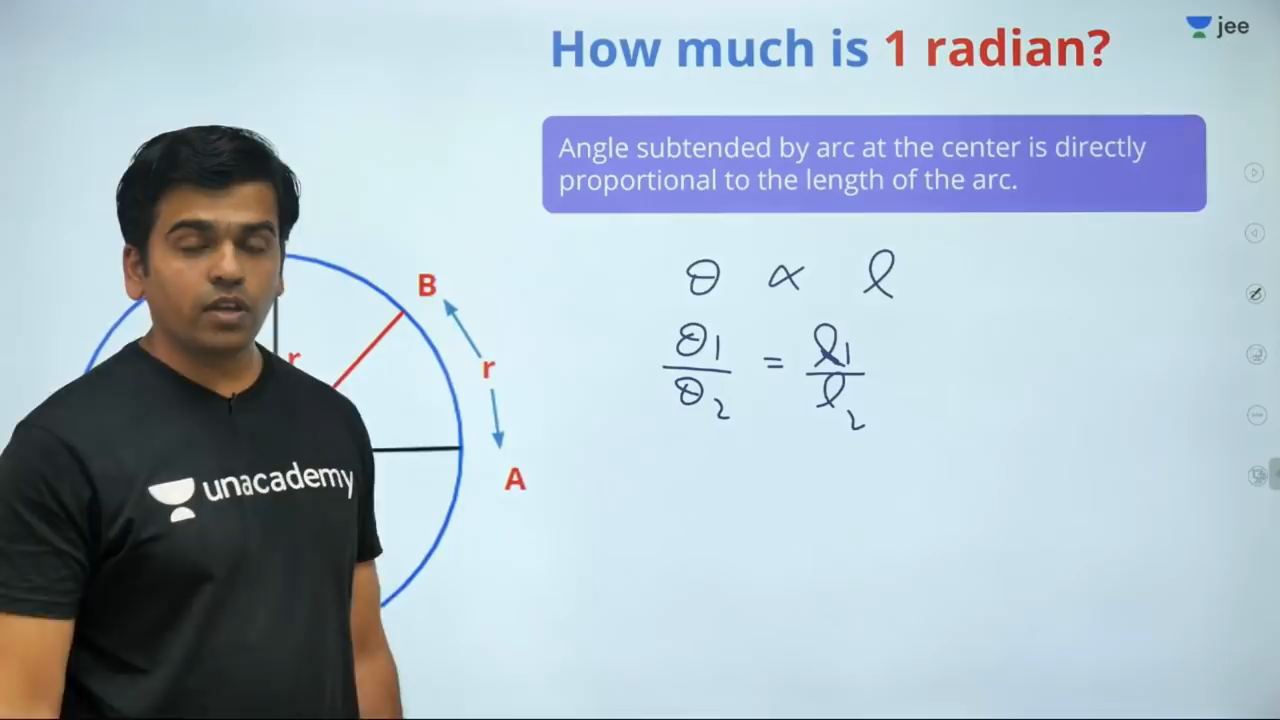 jee
How much is 1 radian?
Angle subtended by arc at the center is directly
proportional to the length of the arc.
θ ∝ l
θ1/θ2 = l1/l2
B
r
r
A
unacademy